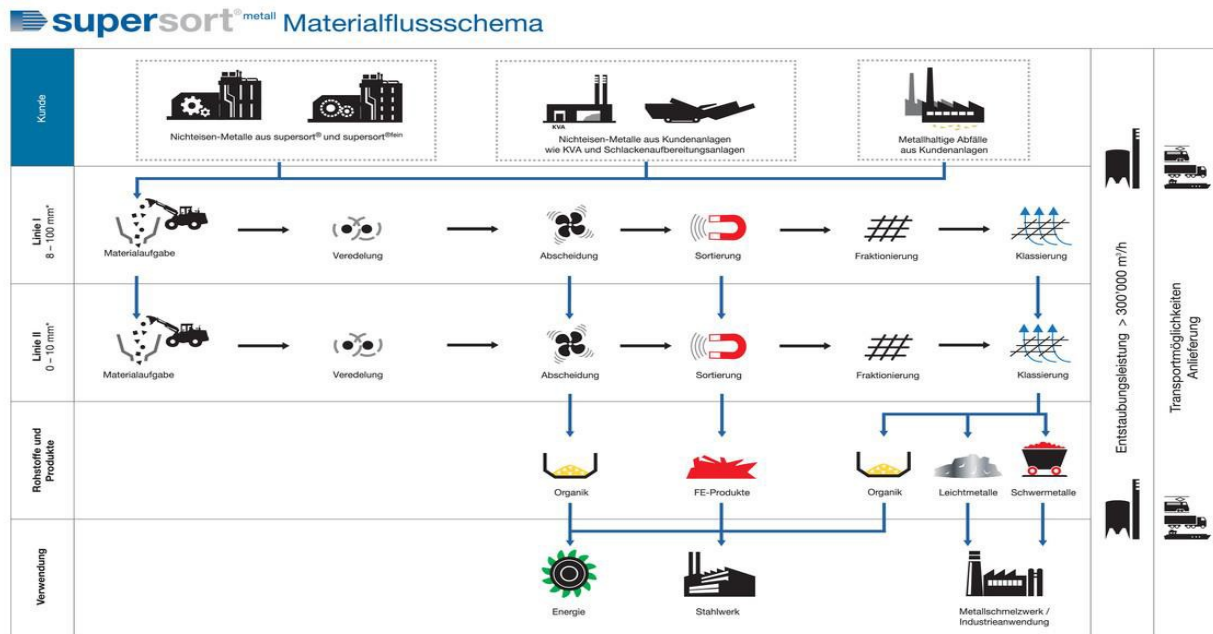 supersort® metall Materialflussschema
Kunde
Nichteisen-Metalle aus supersort® und supersort®fein
KVA
Nichteisen-Metalle aus Kundenanlagen
wie KVA und Schlackenaufbereitungsanlagen
Metallhaltige Abfälle
aus Kundenanlagen
Linie I
8 – 100 mm*
Materialaufgabe
Veredelung
Abscheidung
Sortierung
Fraktionierung
Klassierung
Linie II
0 – 10 mm*
Materialaufgabe
Veredelung
Abscheidung
Sortierung
Fraktionierung
Klassierung
Rohstoffe und
Produkte
Organik
FE-Produkte
Organik
Leichtmetalle
Schwermetalle
Verwendung
Energie
Stahlwerk
Metallschmelzwerk /
Industrieanwendung
Entstaubungsleistung > 300'000 m³/h
Transportmöglichkeiten
Anlieferung